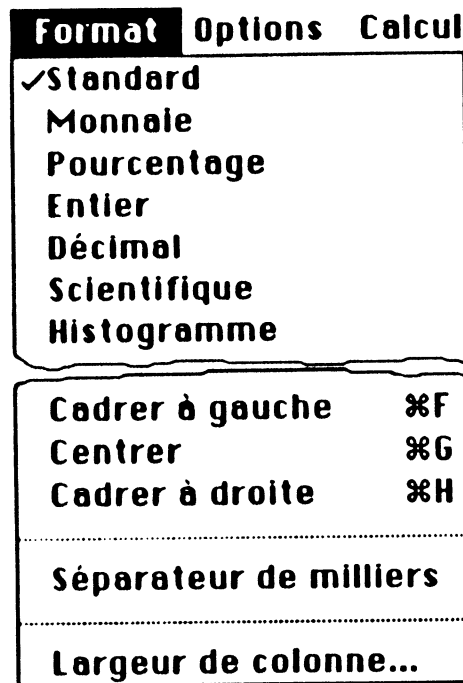 Format Options Calcul
✓Standard
Monnaie
Pourcentage
Entier
Décimal
Scientifique
Histogramme
Cadrer à gauche ⌘F
Centrer ⌘G
Cadrer à droite ⌘H
Séparateur de milliers
Largeur de colonne...